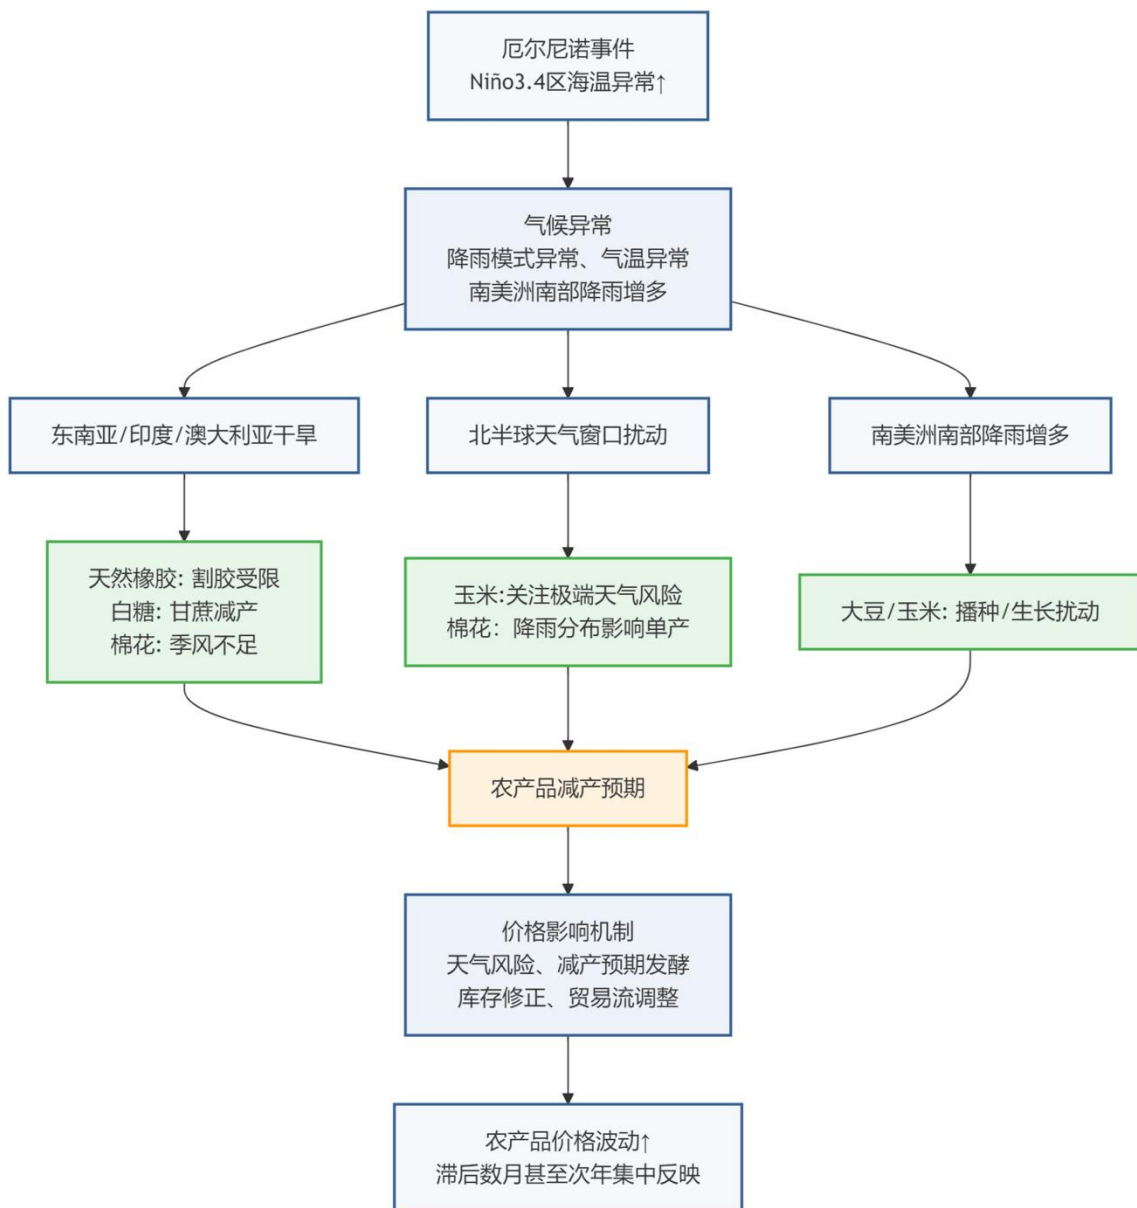 厄尔尼诺事件
Niño3.4区海温异常↑
气候异常
降雨模式异常、气温异常
南美洲南部降雨增多
东南亚/印度/澳大利亚干旱
北半球天气窗口扰动
南美洲南部降雨增多
天然橡胶: 割胶受限
白糖: 甘蔗减产
棉花: 季风不足
玉米:关注极端天气风险
棉花：降雨分布影响单产
大豆/玉米: 播种/生长扰动
农产品减产预期
价格影响机制
天气风险、减产预期发酵
库存修正、贸易流调整
农产品价格波动↑
滞后数月甚至次年集中反映